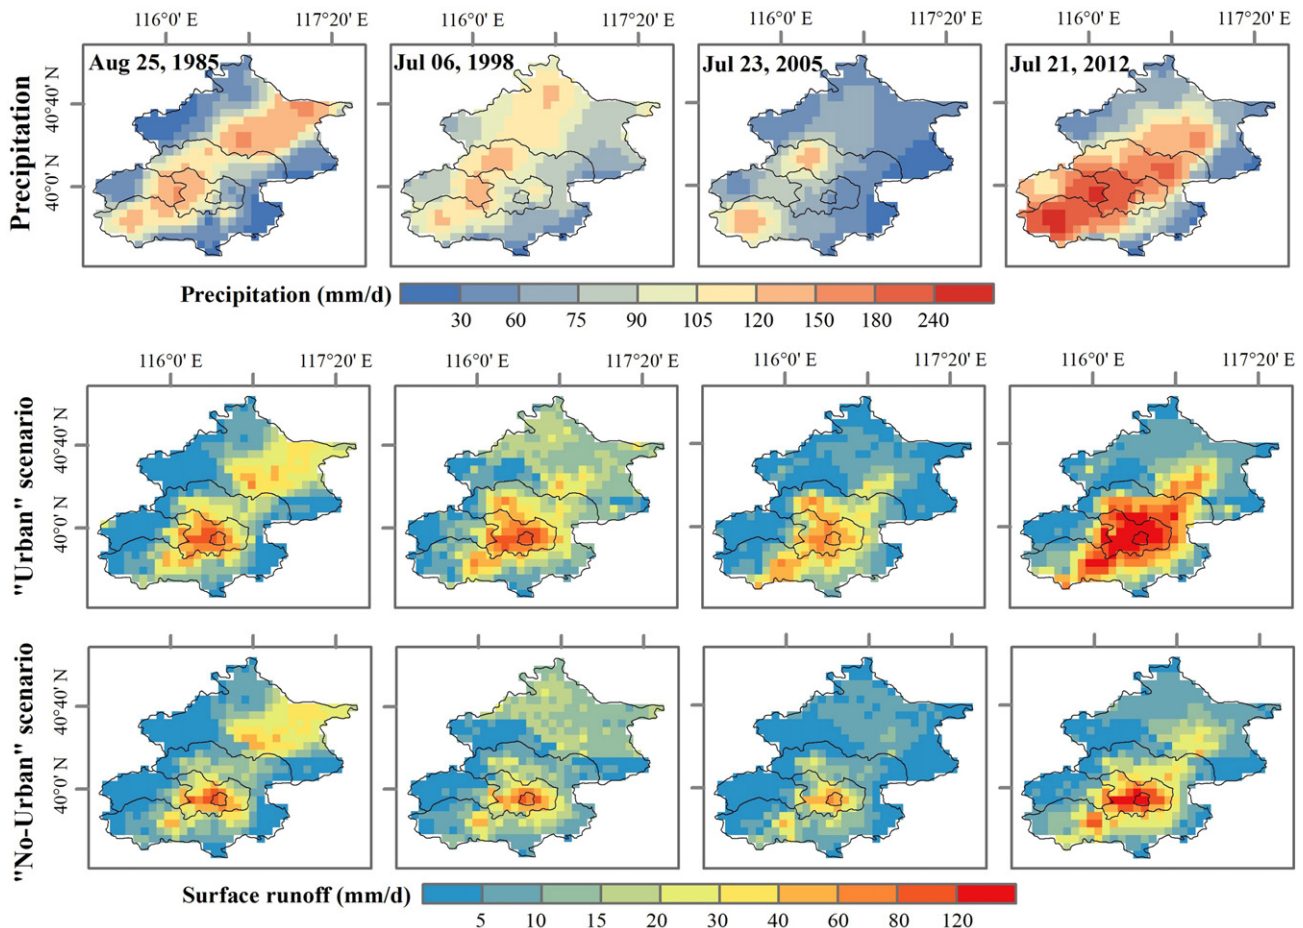 116°0' E 117°20' E 116°0' E 117°20' E 116°0' E 117°20' E 116°0' E 117°20' E
Precipitation
40°40' N
40°0' N
Aug 25, 1985 Jul 06, 1998 Jul 23, 2005 Jul 21, 2012
Precipitation (mm/d)
30 60 75 90 105 120 150 180 240
116°0' E 117°20' E 116°0' E 117°20' E 116°0' E 117°20' E 116°0' E 117°20' E
"Urban" scenario
40°40' N
40°0' N
"No-Urban" scenario
40°40' N
40°0' N
Surface runoff (mm/d)
5 10 15 20 30 40 60 80 120